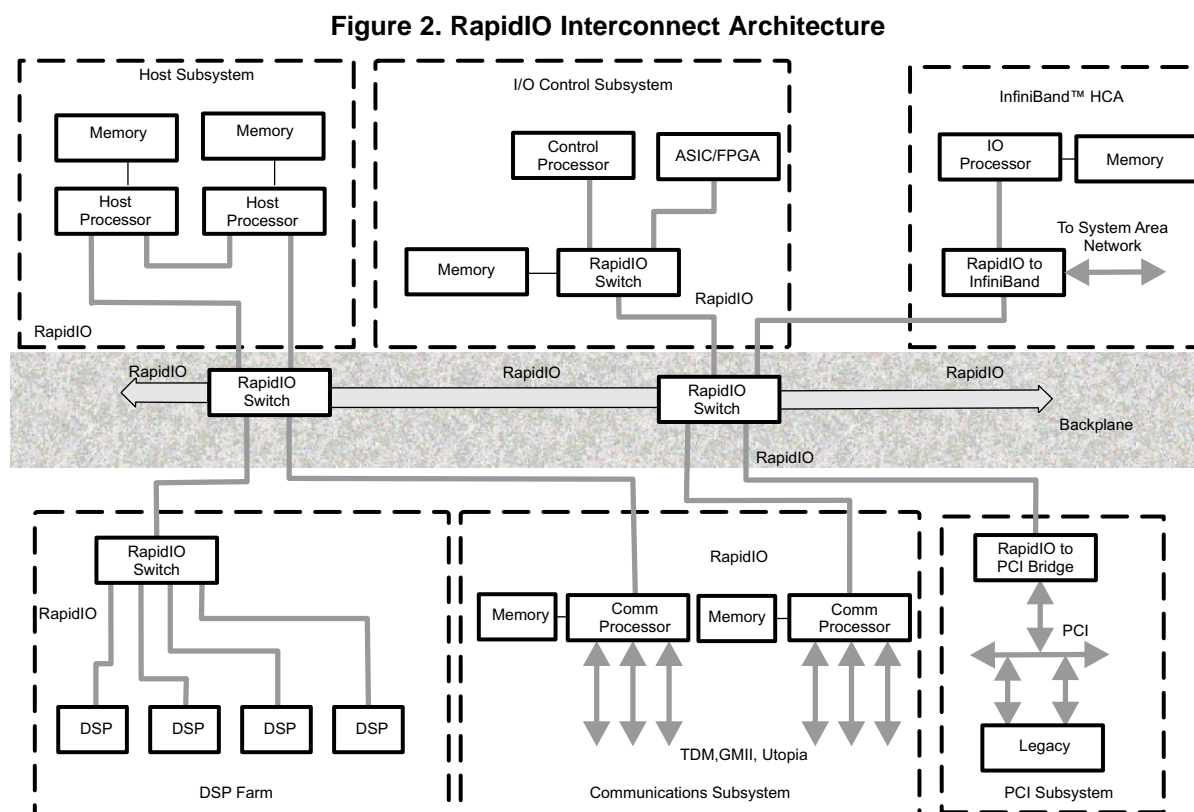 Figure 2. RapidIO Interconnect Architecture
Host Subsystem
Memory
Memory
Host
Processor
Host
Processor
RapidIO
I/O Control Subsystem
Control
Processor
ASIC/FPGA
Memory
RapidIO
Switch
RapidIO
InfiniBand™ HCA
IO
Processor
Memory
To System Area
Network
RapidIO to
InfiniBand
RapidIO
RapidIO
Switch
RapidIO
RapidIO
Switch
RapidIO
Backplane
RapidIO
RapidIO
Switch
RapidIO
DSP
DSP
DSP
DSP
DSP Farm
RapidIO
Memory
Comm
Processor
Memory
Comm
Processor
TDM,GMII, Utopia
Communications Subsystem
RapidIO to
PCI Bridge
PCI
Legacy
PCI Subsystem